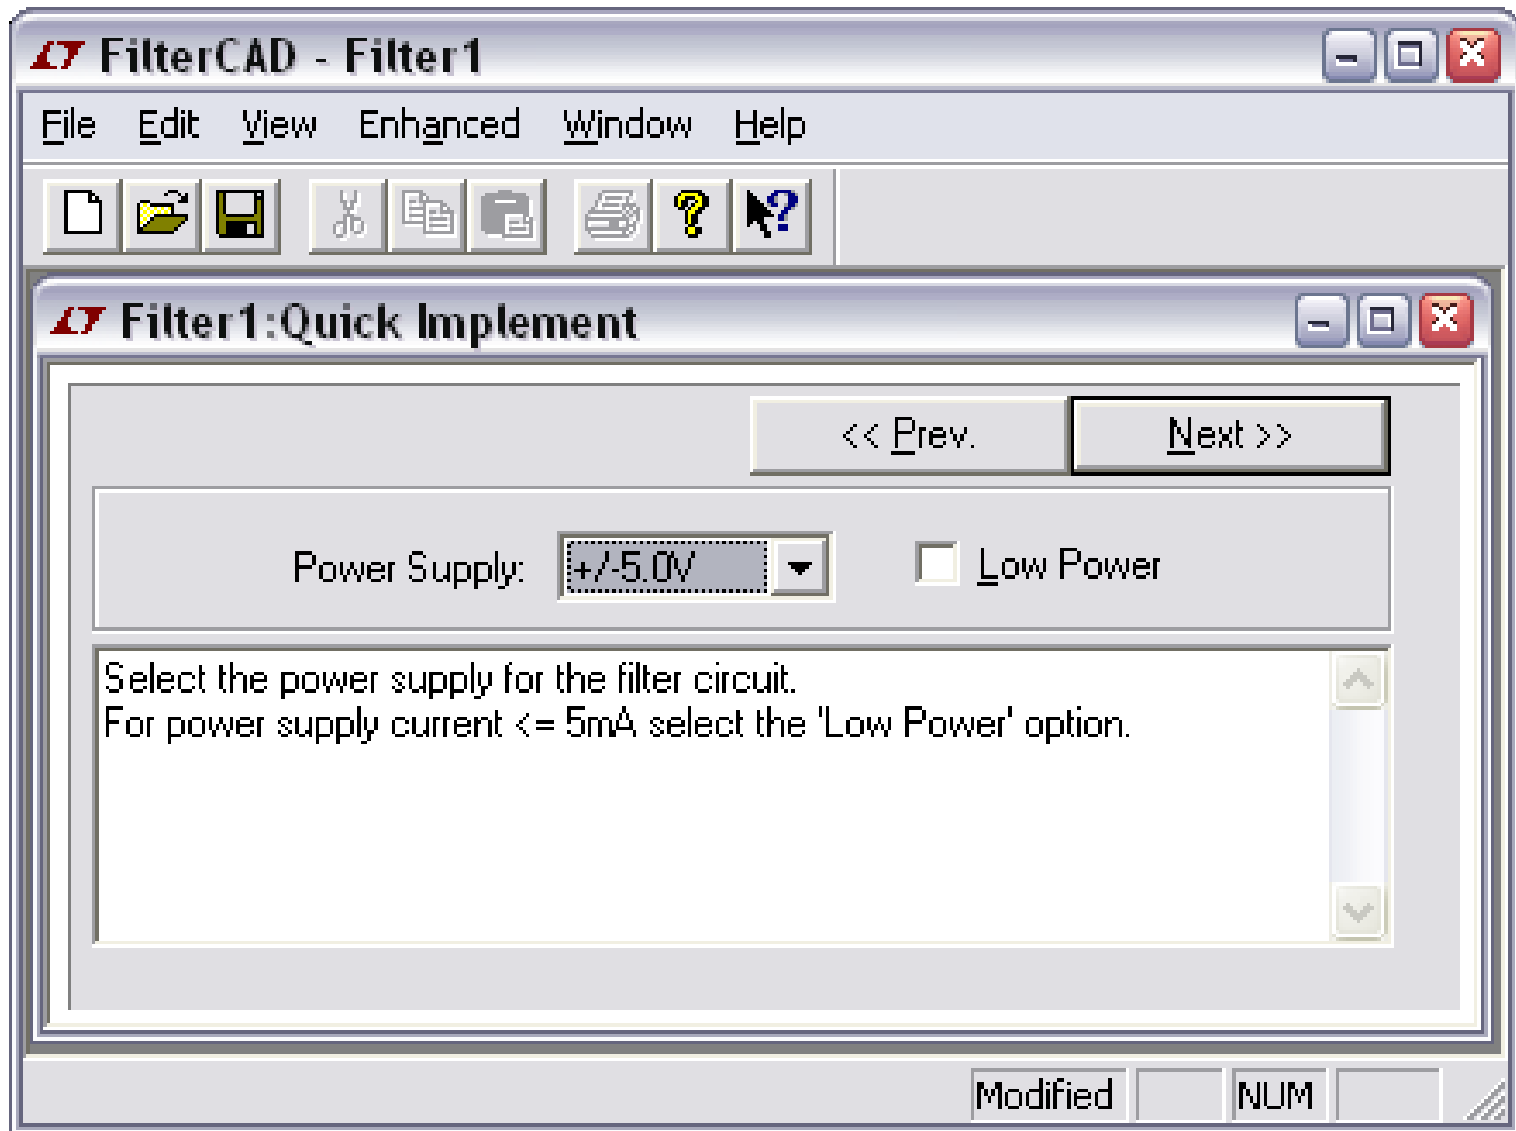 FilterCAD - Filter1
File Edit View Enhanced Window Help
Filter1:Quick Implement
<< Prev. Next >>
Power Supply: +/-5.0V Low Power
Select the power supply for the filter circuit.
For power supply current <= 5mA select the 'Low Power' option.
Modified NUM